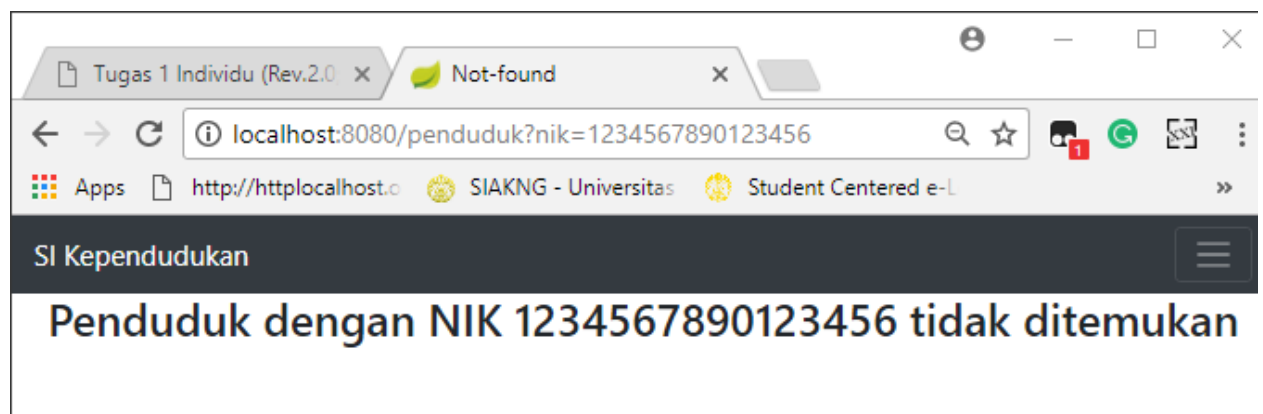 Tugas 1 Individu (Rev.2.0
Not-found
localhost:8080/penduduk?nik=1234567890123456
1
G
Apps
http://httplocalhost.o
SIAKNG - Universitas
Student Centered e-L
SI Kependudukan
Penduduk dengan NIK 1234567890123456 tidak ditemukan